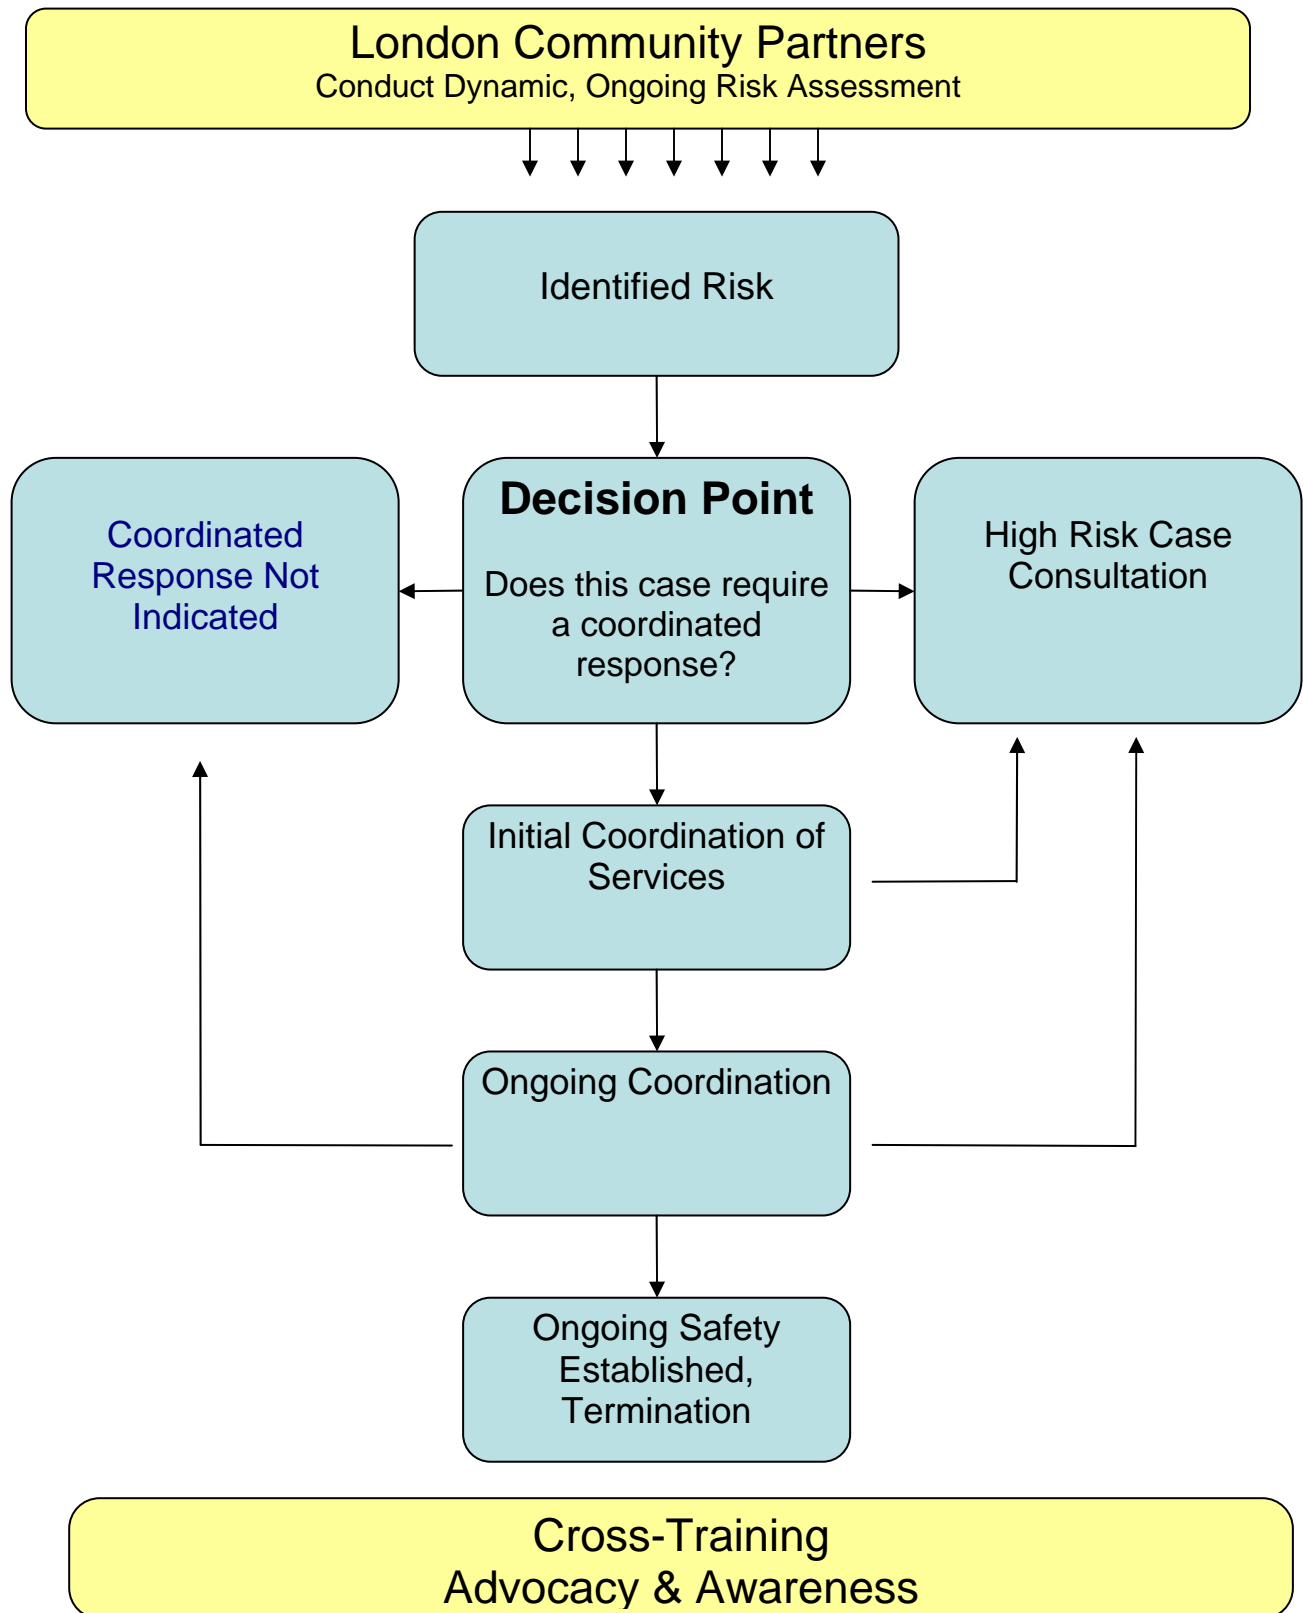 London Community Partners
Conduct Dynamic, Ongoing Risk Assessment
Identified Risk
Coordinated
Response Not
Indicated
Decision Point
Does this case require
a coordinated
response?
High Risk Case
Consultation
Initial Coordination of
Services
Ongoing Coordination
Ongoing Safety
Established,
Termination
Cross-Training
Advocacy & Awareness